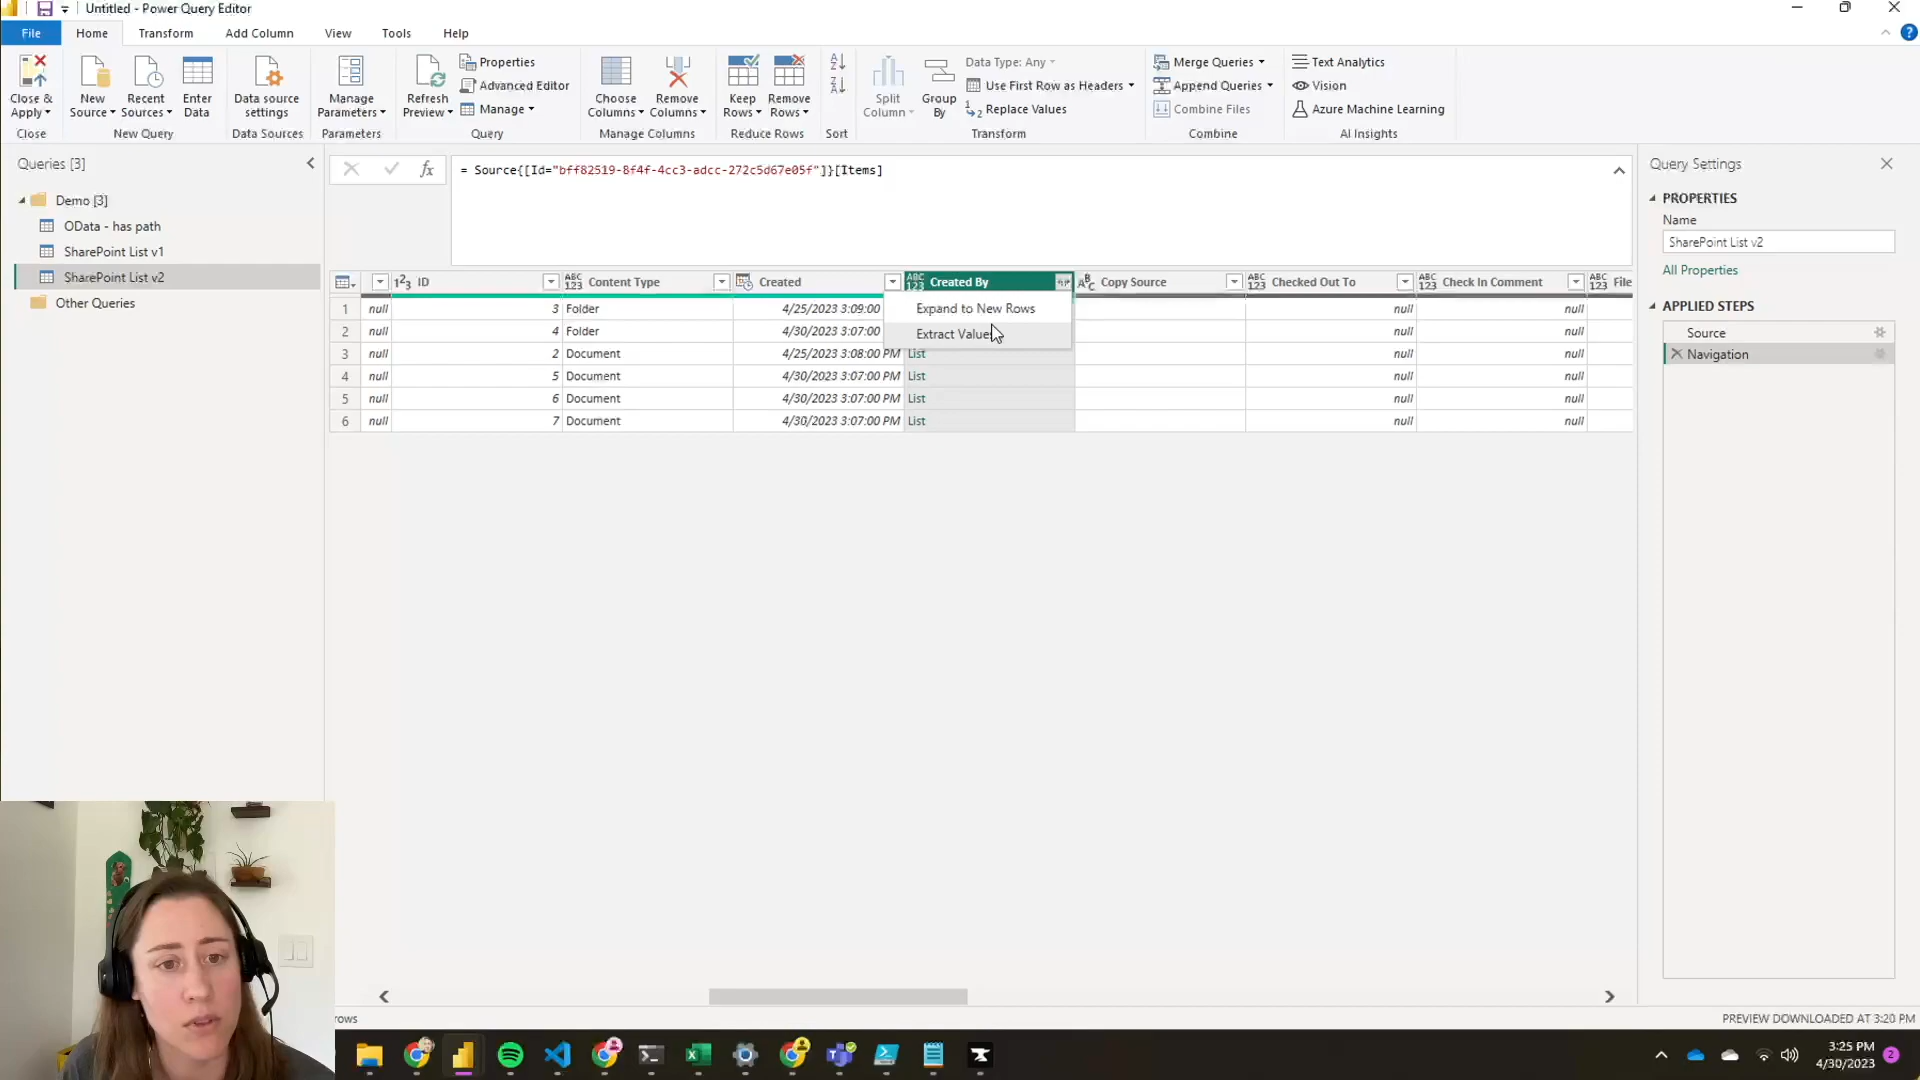 Untitled - Power Query Editor
File Home Transform Add Column View Tools Help
Close & Apply
Close
New Source
Recent Sources
Enter Data
New Query
Data source settings
Data Sources
Manage Parameters
Parameters
Refresh Preview
Properties
Advanced Editor
Manage
Query
Choose Columns
Remove Columns
Manage Columns
Keep Rows
Remove Rows
Reduce Rows
Sort
Split Column
Group By
Data Type: Any
Use First Row as Headers
Replace Values
Transform
Merge Queries
Append Queries
Combine Files
Combine
Text Analytics
Vision
Azure Machine Learning
AI Insights
Queries [3]
Demo [3]
OData - has path
SharePoint List v1
SharePoint List v2
Other Queries
fx
= Source{[Id="bff82519-8f4f-4cc3-adcc-272c5d67e05f"]}[Items]
ID Content Type Created Created By Copy Source Checked Out To Check In Comment File
1 null 3 Folder 4/25/2023 3:09:00 null null
2 null 4 Folder 4/30/2023 3:07:00 null null
3 null 2 Document 4/25/2023 3:08:00 PM List null null
4 null 5 Document 4/30/2023 3:07:00 PM List null null
5 null 6 Document 4/30/2023 3:07:00 PM List null null
6 null 7 Document 4/30/2023 3:07:00 PM List null null
Expand to New Rows
Extract Values
Query Settings
PROPERTIES
Name
SharePoint List v2
All Properties
APPLIED STEPS
Source
Navigation
rows
PREVIEW DOWNLOADED AT 3:20 PM
3:25 PM
4/30/2023
2